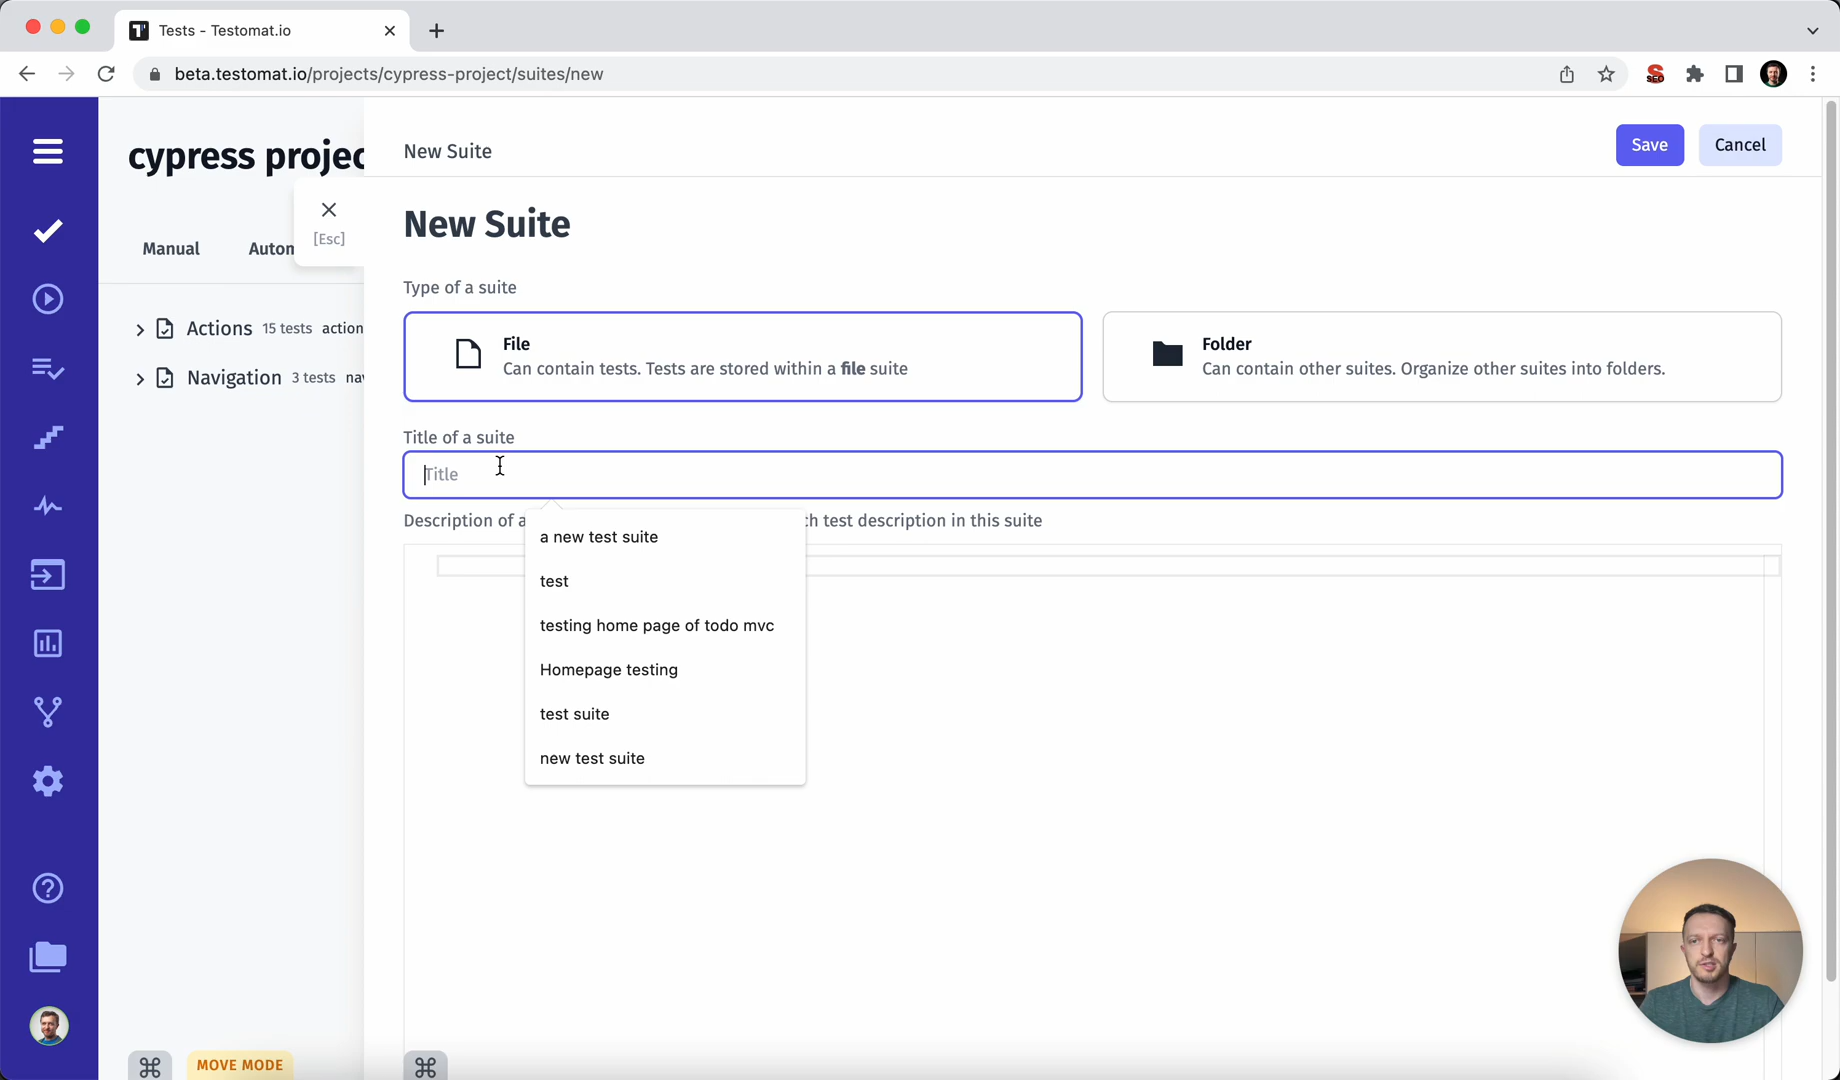 Tests - Testomat.io
beta.testomat.io/projects/cypress-project/suites/new
SEO
cypress projec
New Suite
Save
Cancel
[Esc]
New Suite
Manual
Autom
Type of a suite
File
Can contain tests. Tests are stored within a file suite
Folder
Can contain other suites. Organize other suites into folders.
Actions 15 tests action
Navigation 3 tests nav
Title of a suite
Title
Description of a
h test description in this suite
a new test suite
test
testing home page of todo mvc
Homepage testing
test suite
new test suite
MOVE MODE